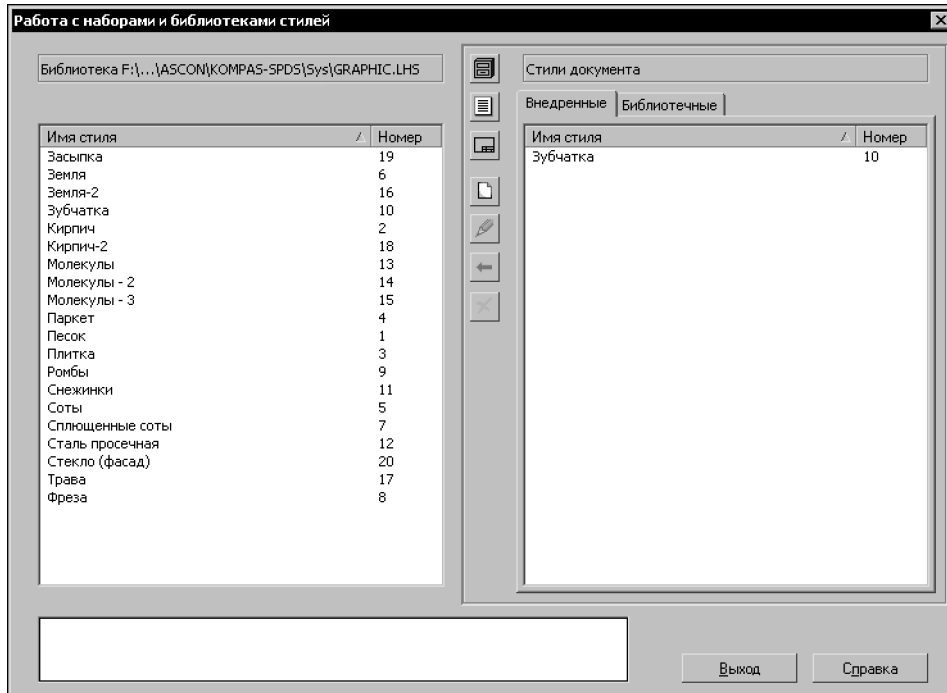 Работа с наборами и библиотеками стилей
Библиотека F:\...\ASCON\KOMPAS-SPDS\Sys\GRAPHIC.LHS
Имя стиля Номер
Засыпка 19
Земля 6
Земля-2 16
Зубчатка 10
Кирпич 2
Кирпич-2 18
Молекулы 13
Молекулы - 2 14
Молекулы - 3 15
Паркет 4
Песок 1
Плитка 3
Ромбы 9
Снежинки 11
Соты 5
Сплющенные соты 7
Сталь просечная 12
Стекло (фасад) 20
Трава 17
Фреза 8
Стили документа
Внедренные Библиотечные
Имя стиля Номер
Зубчатка 10
Выход Справка